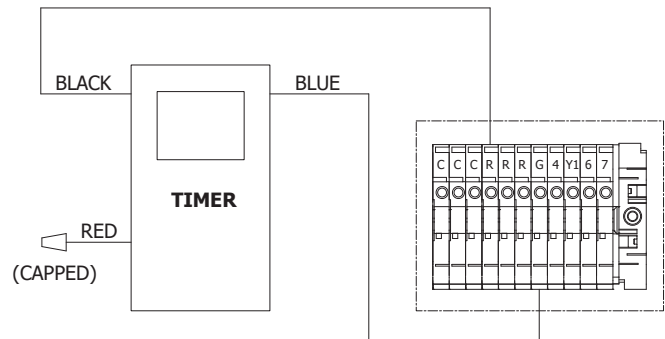 BLACK
BLUE
C C C R R R G 4 Y1 6 7
TIMER
RED
(CAPPED)